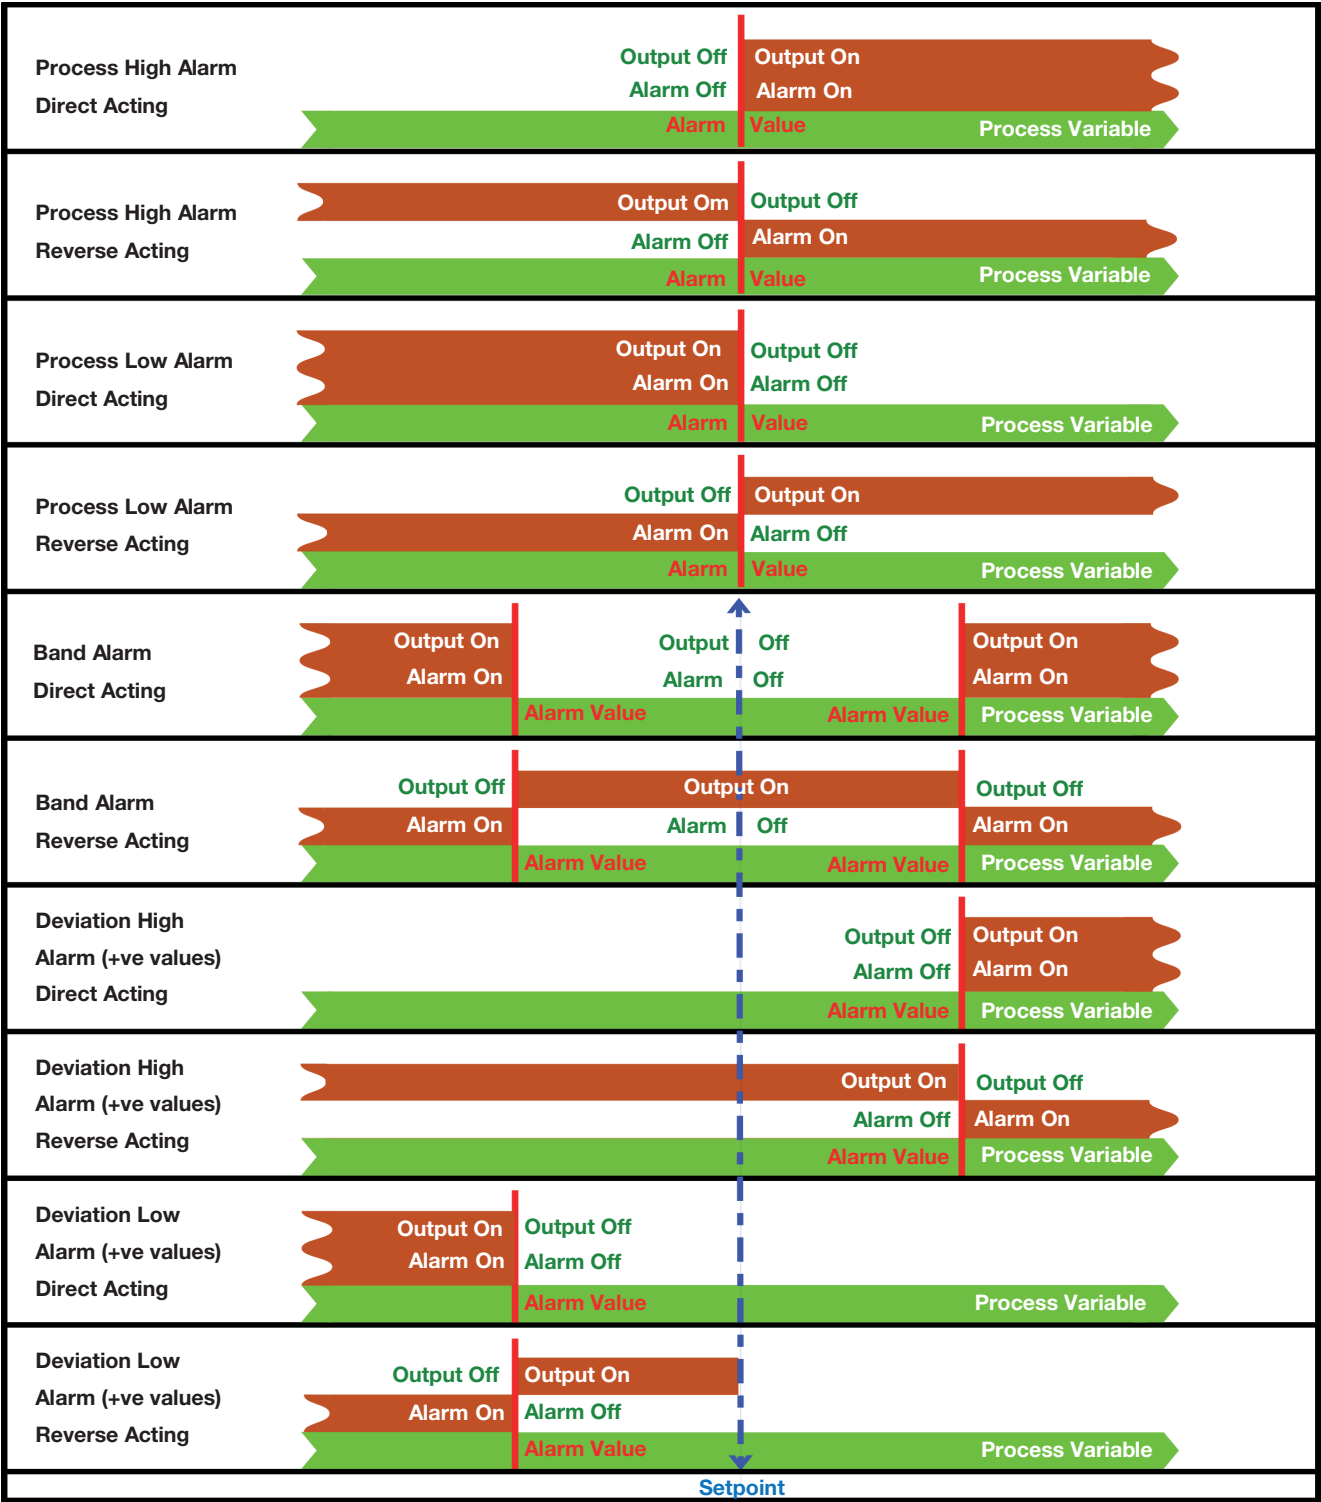 Process High Alarm
Direct Acting
Output Off
Output On
Alarm Off
Alarm On
Alarm Value
Process Variable
Process High Alarm
Reverse Acting
Output Om
Output Off
Alarm Off
Alarm On
Alarm Value
Process Variable
Process Low Alarm
Direct Acting
Output On
Output Off
Alarm On
Alarm Off
Alarm Value
Process Variable
Process Low Alarm
Reverse Acting
Output Off
Output On
Alarm On
Alarm Off
Alarm Value
Process Variable
Band Alarm
Direct Acting
Output On
Output Off
Output On
Alarm On
Alarm Off
Alarm On
Alarm Value
Alarm Value
Process Variable
Band Alarm
Reverse Acting
Output Off
Output On
Output Off
Alarm On
Alarm Off
Alarm On
Alarm Value
Alarm Value
Process Variable
Deviation High
Alarm (+ve values)
Direct Acting
Output Off
Output On
Alarm Off
Alarm On
Alarm Value
Process Variable
Deviation High
Alarm (+ve values)
Reverse Acting
Output On
Output Off
Alarm Off
Alarm On
Alarm Value
Process Variable
Deviation Low
Alarm (+ve values)
Direct Acting
Output On
Output Off
Alarm On
Alarm Off
Alarm Value
Process Variable
Deviation Low
Alarm (+ve values)
Reverse Acting
Output Off
Output On
Alarm On
Alarm Off
Alarm Value
Process Variable
Setpoint